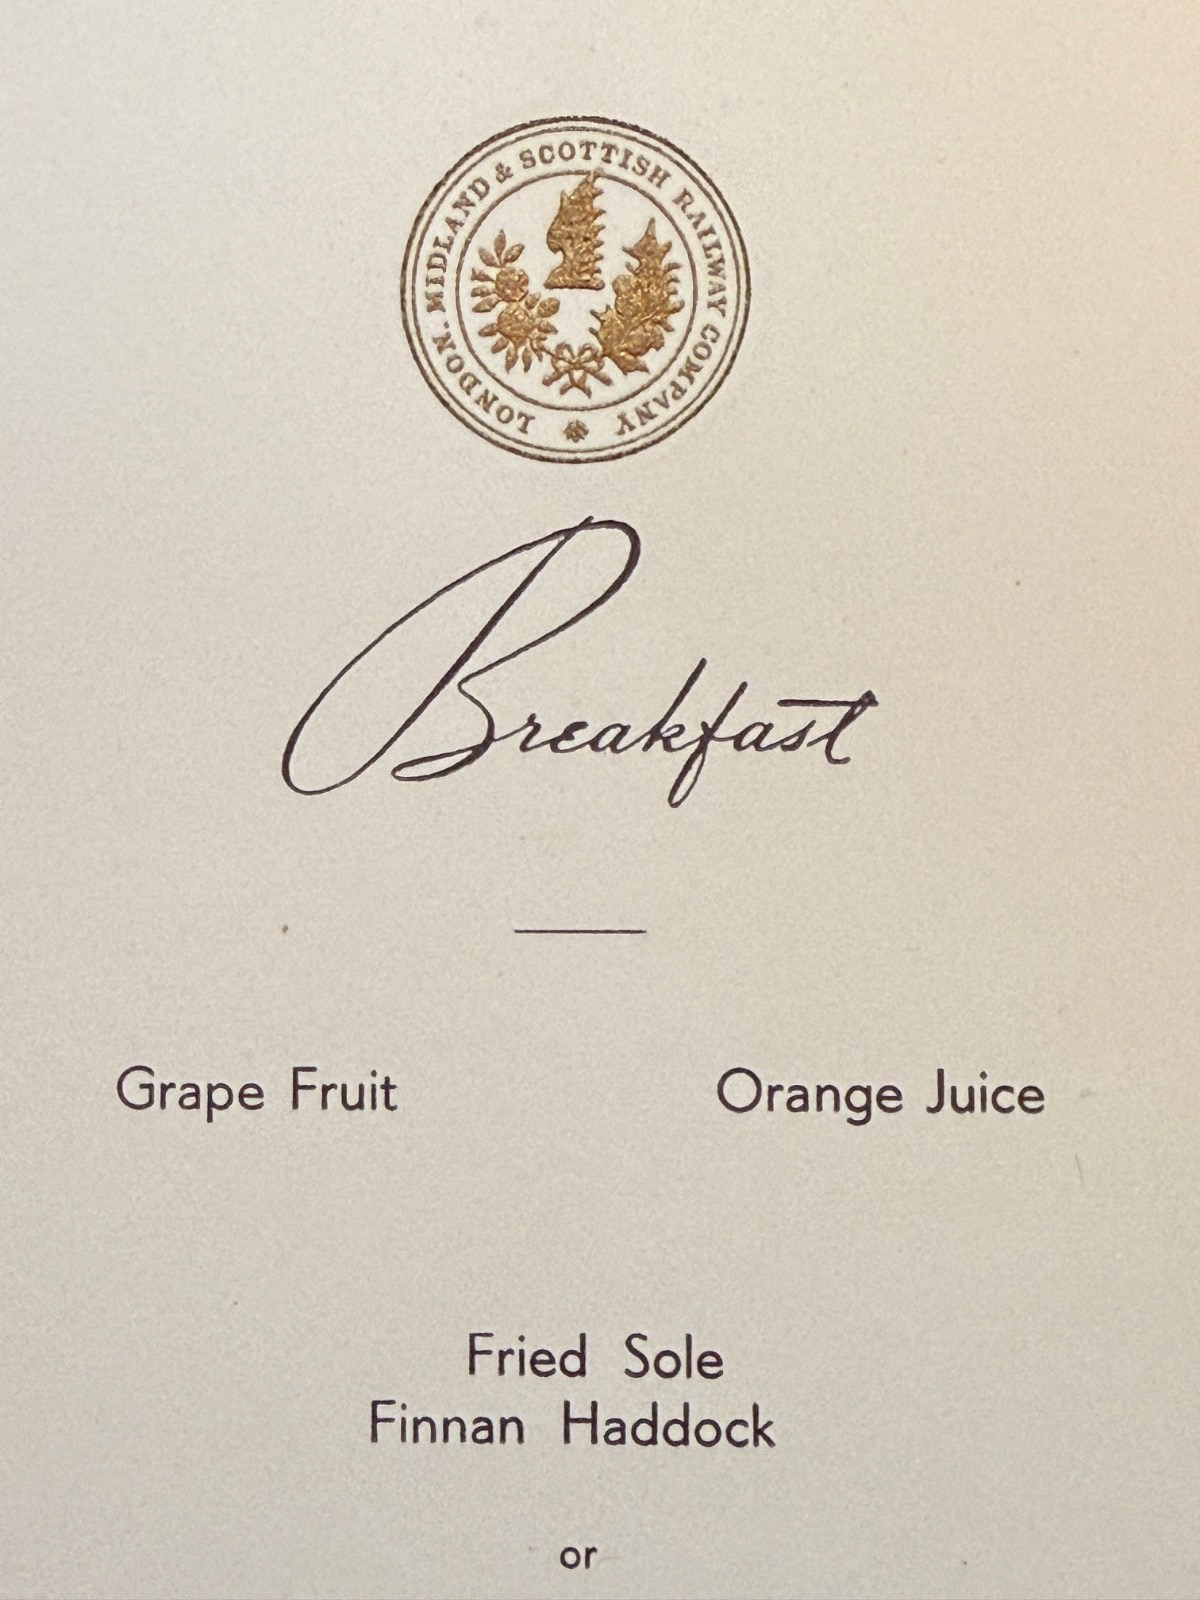 LONDON. MIDLAND & SCOTTISH RAILWAY COMPANY
Breakfast
Grape Fruit Orange Juice
Fried Sole
Finnan Haddock
or